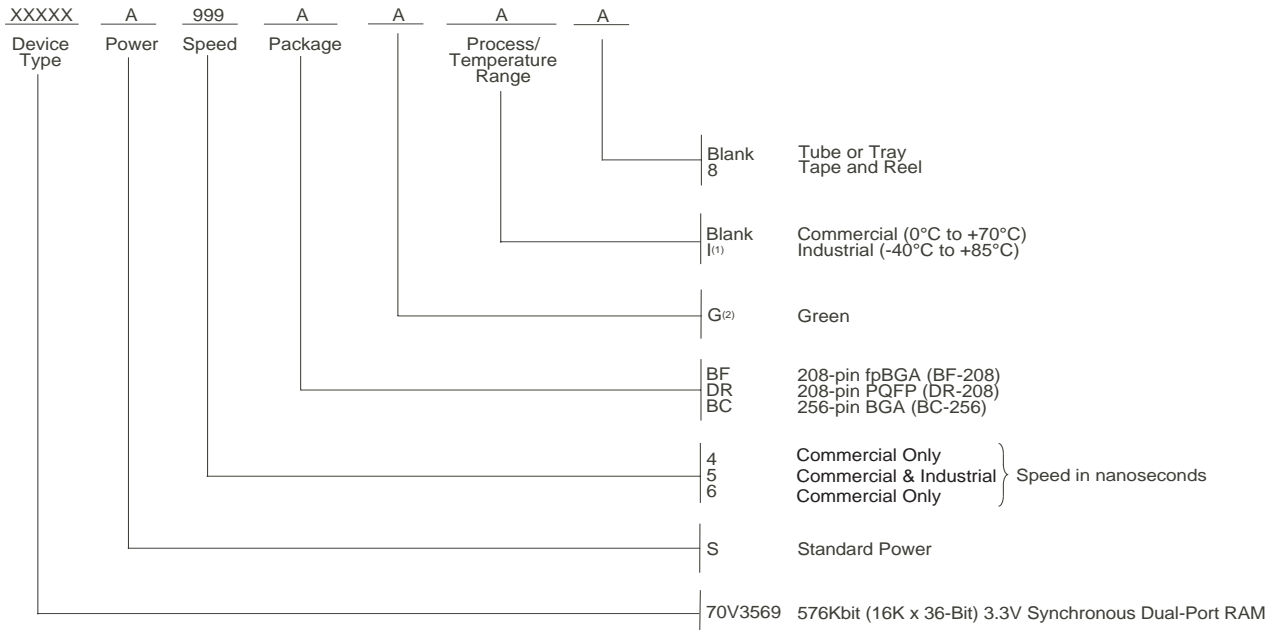 XXXXX A 999 A A A A
Device Type Power Speed Package Process/ Temperature Range
Blank Tube or Tray
8 Tape and Reel
Blank Commercial (0°C to +70°C)
I(1) Industrial (-40°C to +85°C)
G(2) Green
BF 208-pin fpBGA (BF-208)
DR 208-pin PQFP (DR-208)
BC 256-pin BGA (BC-256)
4 Commercial Only
5 Commercial & Industrial Speed in nanoseconds
6 Commercial Only
S Standard Power
70V3569 576Kbit (16K x 36-Bit) 3.3V Synchronous Dual-Port RAM